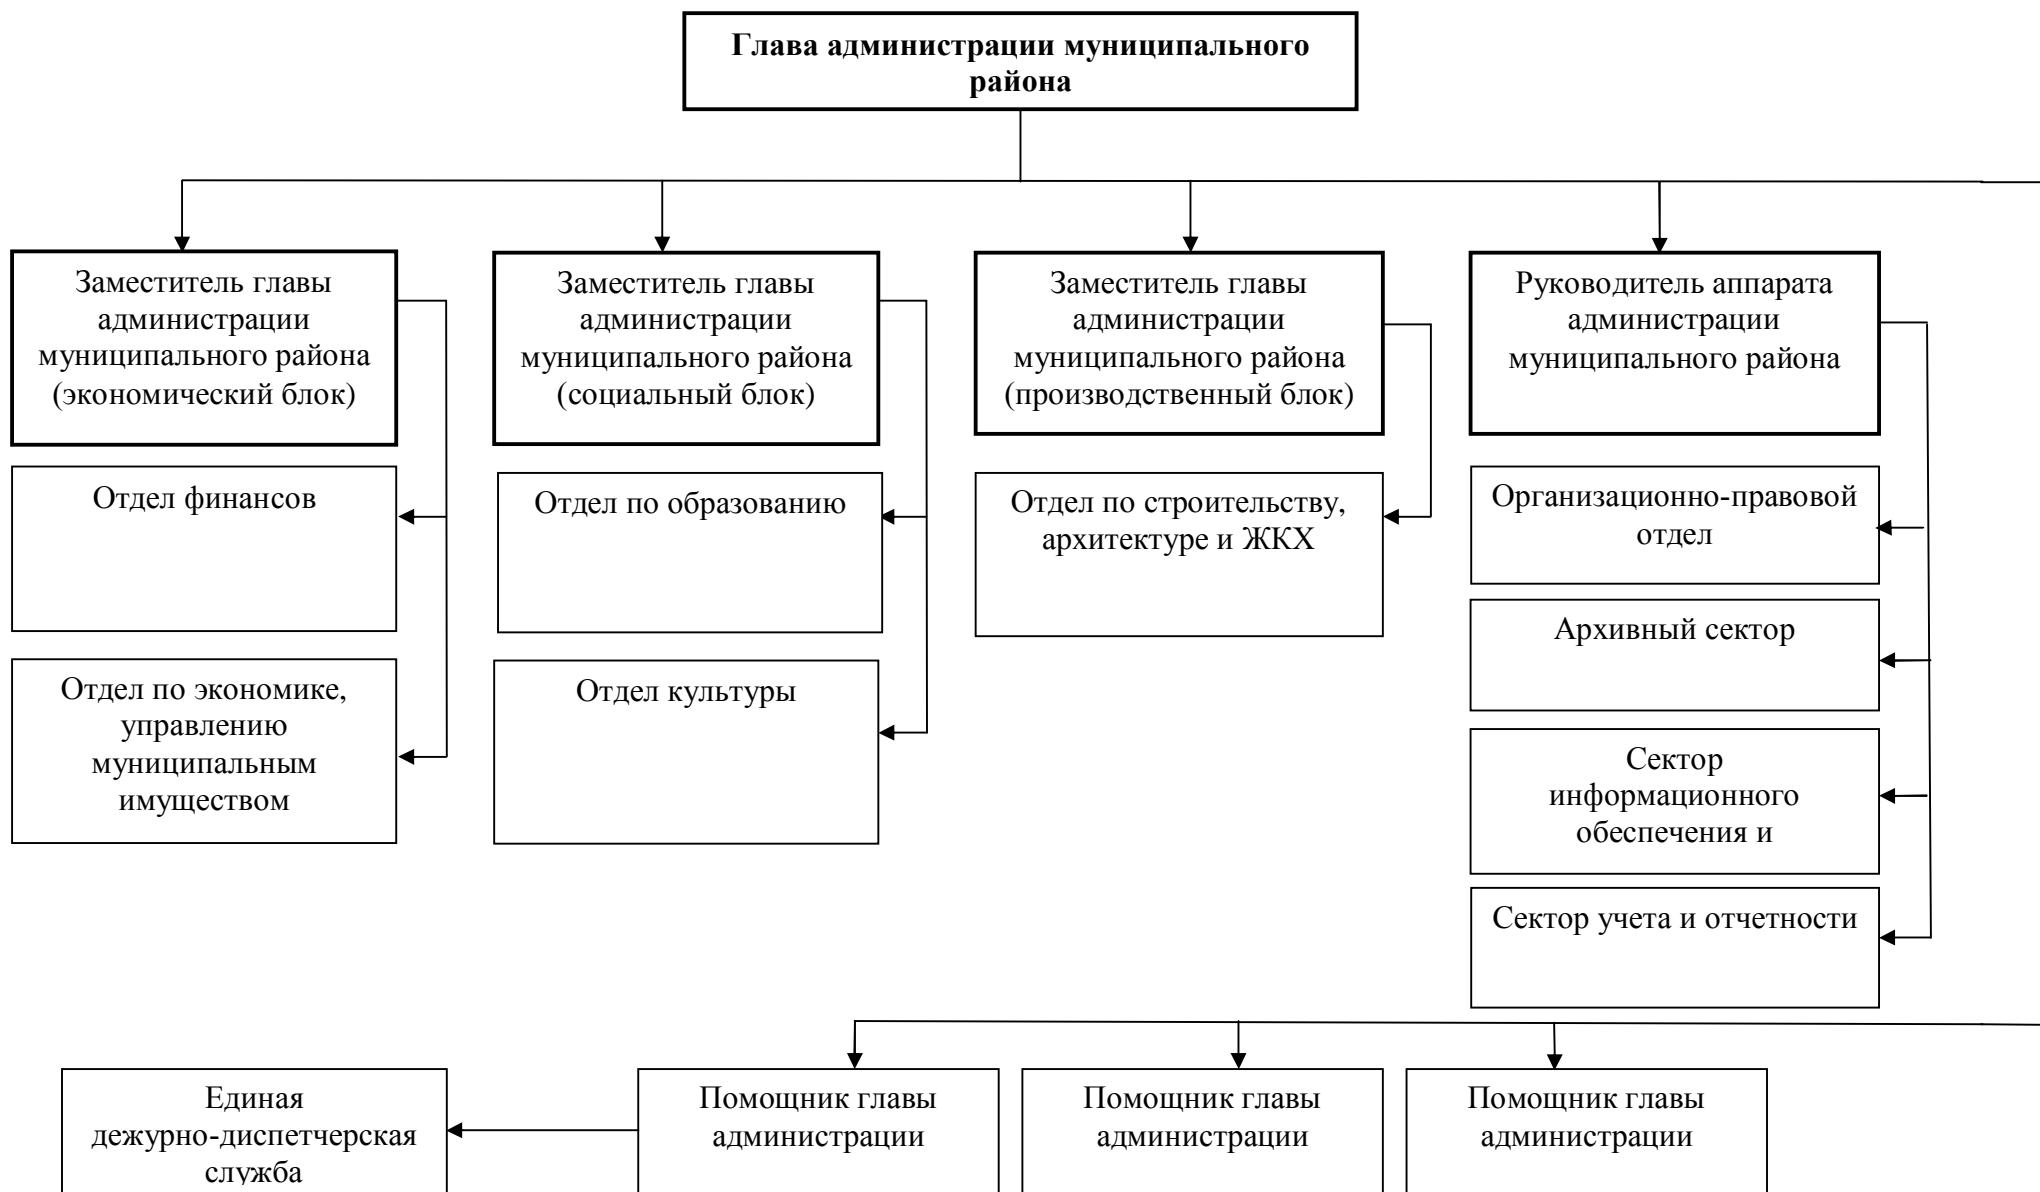 Глава администрации муниципального
района
Заместитель главы
администрации
муниципального района
(экономический блок)
Заместитель главы
администрации
муниципального района
(социальный блок)
Заместитель главы
администрации
муниципального района
(производственный блок)
Руководитель аппарата
администрации
муниципального района
Отдел финансов
Отдел по образованию
Отдел по строительству,
архитектуре и ЖКХ
Организационно-правовой
отдел
Архивный сектор
Отдел по экономике,
управлению
муниципальным
имуществом
Отдел культуры
Сектор
информационного
обеспечения и
Сектор учета и отчетности
Единая
дежурно-диспетчерская
служба
Помощник главы
администрации
Помощник главы
администрации
Помощник главы
администрации